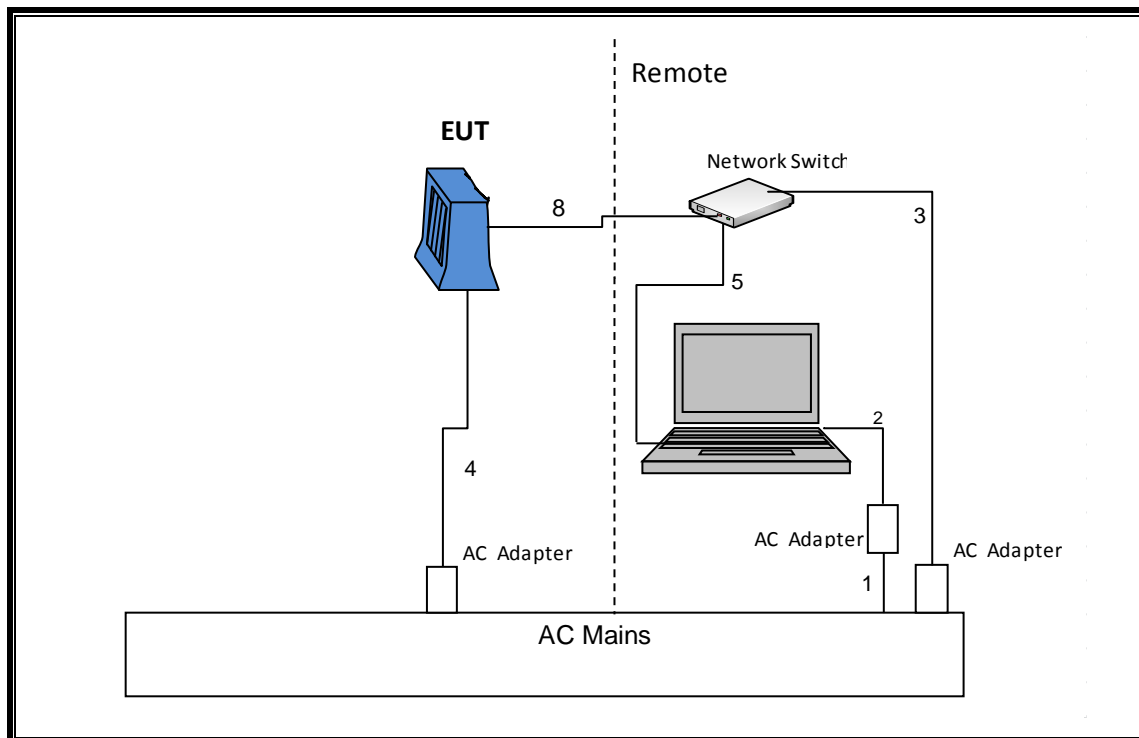 Remote
EUT
Network Switch
8
3
5
2
4
AC Adapter
AC Adapter
AC Adapter
1
AC Mains